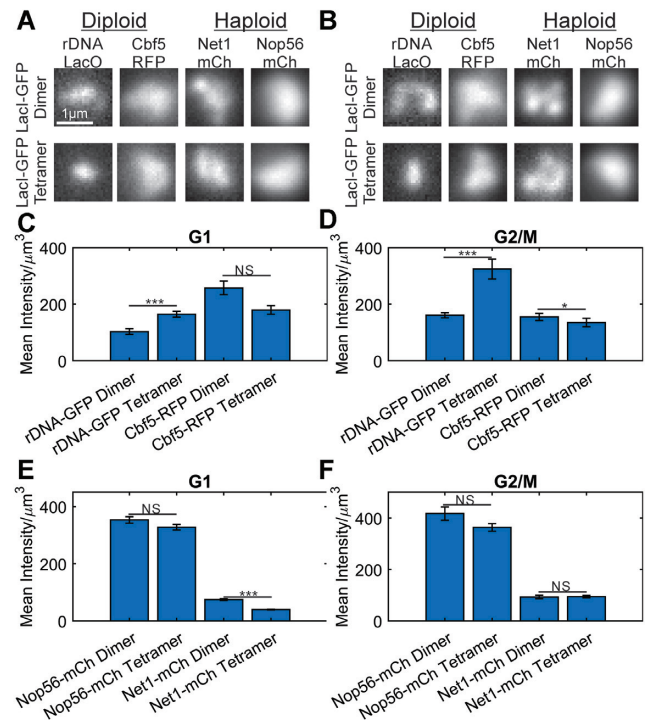 A
Diploid
Haploid
rDNA
LacO
Cbf5
RFP
Net1
mCh
Nop56
mCh
LacI-GFP
Dimer
1μm
LacI-GFP
Tetramer
B
Diploid
Haploid
rDNA
LacO
Cbf5
RFP
Net1
mCh
Nop56
mCh
LacI-GFP
Dimer
LacI-GFP
Tetramer
C
G1
Mean Intensity/μm³
400
200
0
***
NS
rDNA-GFP Dimer
rDNA-GFP Tetramer
Cbf5-RFP Dimer
Cbf5-RFP Tetramer
D
G2/M
Mean Intensity/μm³
400
200
0
***
*
rDNA-GFP Dimer
rDNA-GFP Tetramer
Cbf5-RFP Dimer
Cbf5-RFP Tetramer
E
G1
Mean Intensity/μm³
400
200
0
NS
***
Nop56-mCh Dimer
Nop56-mCh Tetramer
Net1-mCh Dimer
Net1-mCh Tetramer
F
G2/M
Mean Intensity/μm³
400
200
0
NS
NS
Nop56-mCh Dimer
Nop56-mCh Tetramer
Net1-mCh Dimer
Net1-mCh Tetramer